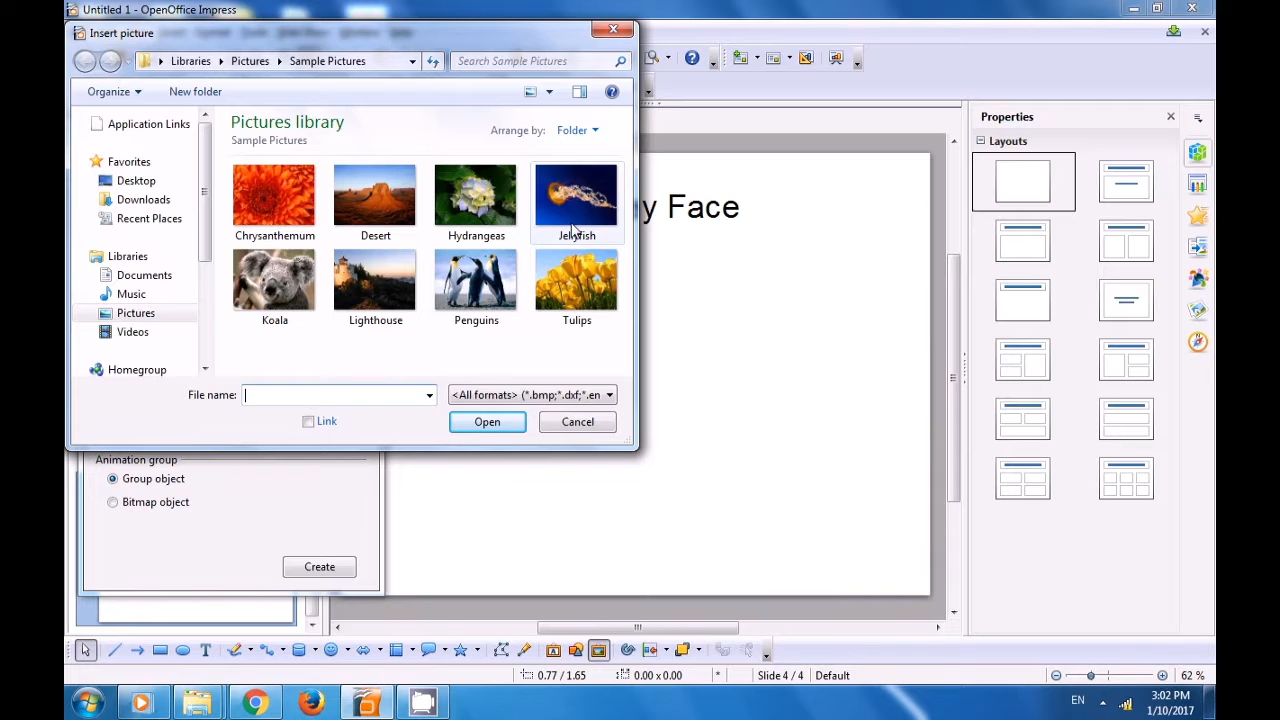 Untitled 1 - OpenOffice Impress
Insert picture
Libraries Pictures Sample Pictures
Search Sample Pictures
Organize
New folder
Application Links
Favorites
Desktop
Downloads
Recent Places
Libraries
Documents
Music
Pictures
Videos
Homegroup
Pictures library
Sample Pictures
Arrange by: Folder
Chrysanthemum
Desert
Hydrangeas
Jellyfish
Koala
Lighthouse
Penguins
Tulips
File name:
<All formats> (*.bmp;*.dxf;*.en
Link
Open
Cancel
y Face
Properties
Layouts
Animation group
Group object
Bitmap object
Create
0.77 / 1.65
0.00 x 0.00
*
Slide 4 / 4
Default
62 %
EN
3:02 PM
1/10/2017